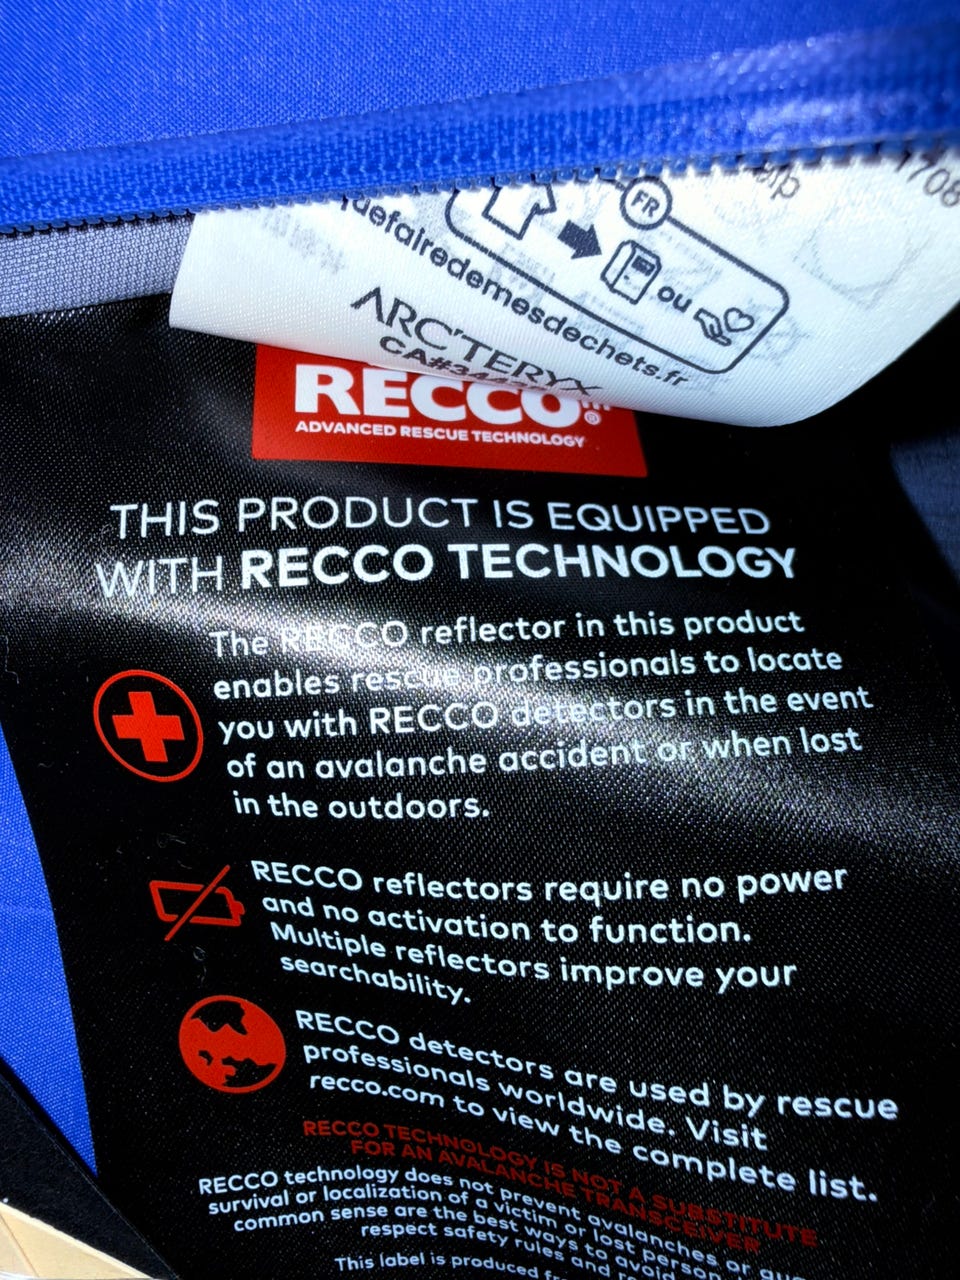 1708
FR
ou
quefairedemesdechets.fr
ARC'TERYX
RECCO®
ADVANCED RESCUE TECHNOLOGY
THIS PRODUCT IS EQUIPPED
WITH RECCO TECHNOLOGY
The RECCO reflector in this product
enables rescue professionals to locate
you with RECCO detectors in the event
of an avalanche accident or when lost
in the outdoors.
RECCO reflectors require no power
and no activation to function.
Multiple reflectors improve your
searchability.
RECCO detectors are used by rescue
professionals worldwide. Visit
recco.com to view the complete list.
RECCO TECHNOLOGY IS NOT A SUBSTITUTE
FOR AN AVALANCHE TRANSCEIVER
RECCO technology does not prevent avalanches, or
survival or localization of a victim or lost person.
common sense are the best ways to avoid
respect safety rules and
This label is produced